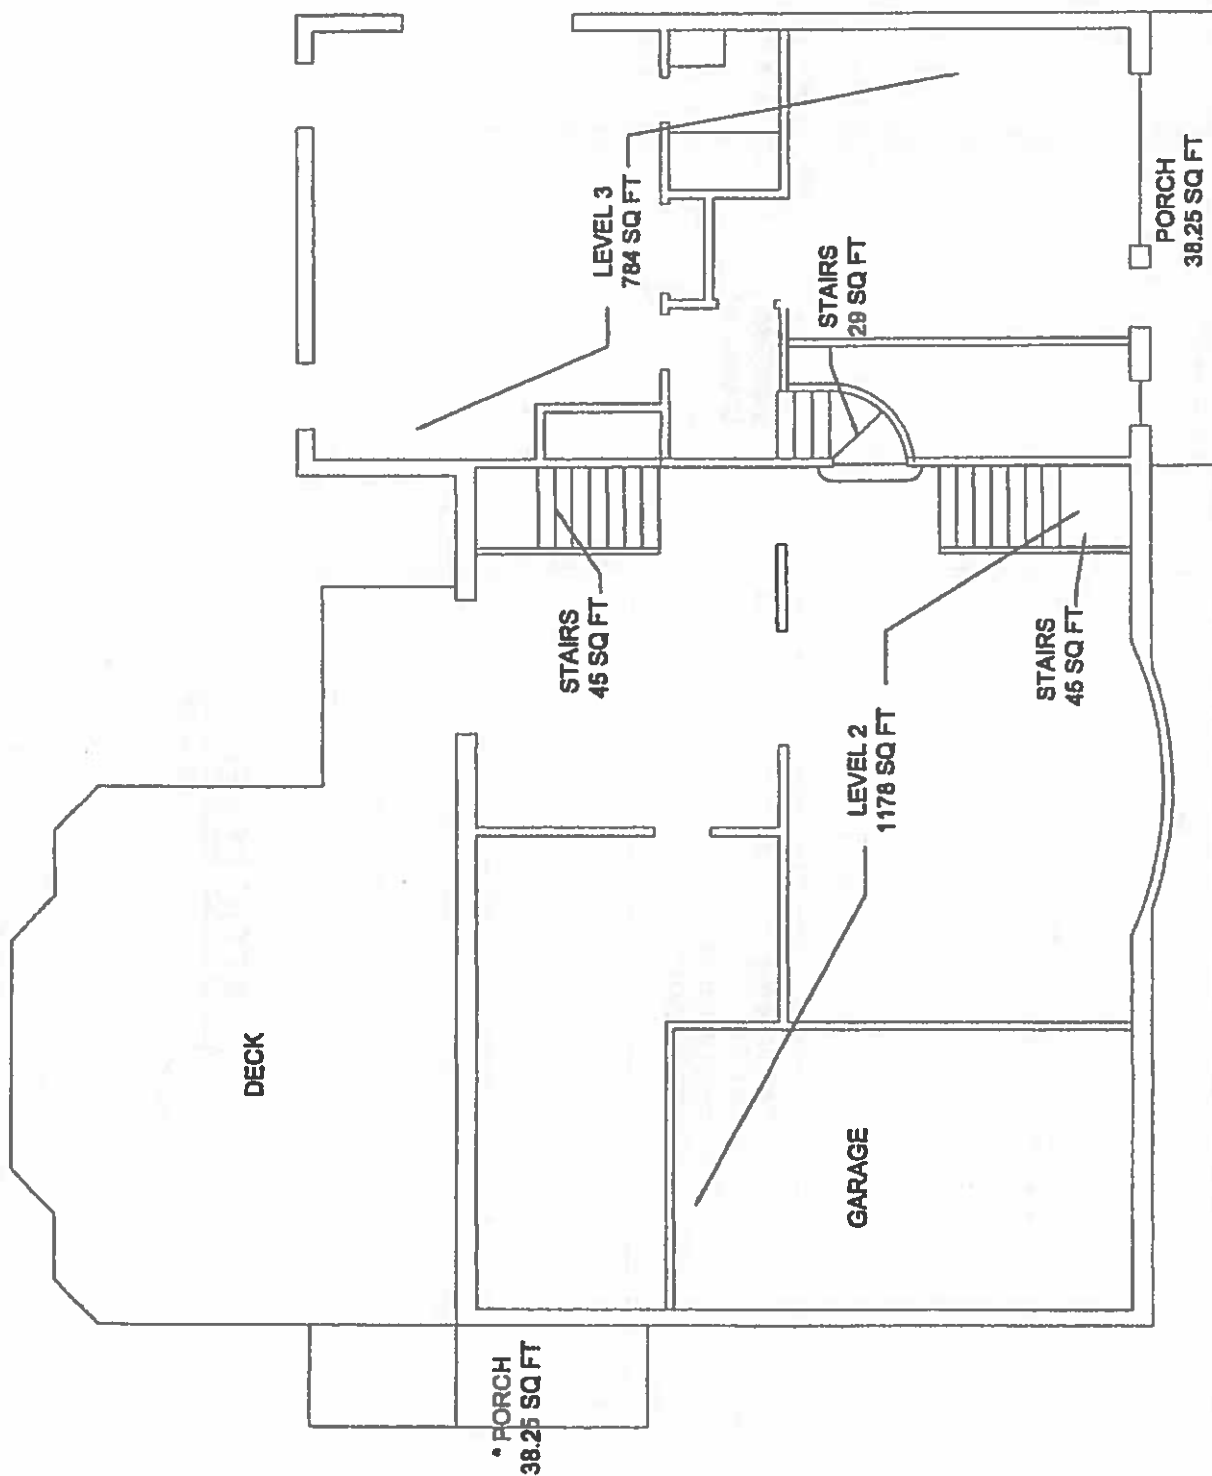 DECK
* PORCH
38.25 SQ FT
STAIRS
45 SQ FT
LEVEL 3
784 SQ FT
GARAGE
LEVEL 2
1178 SQ FT
STAIRS
29 SQ FT
STAIRS
45 SQ FT
PORCH
38.25 SQ FT